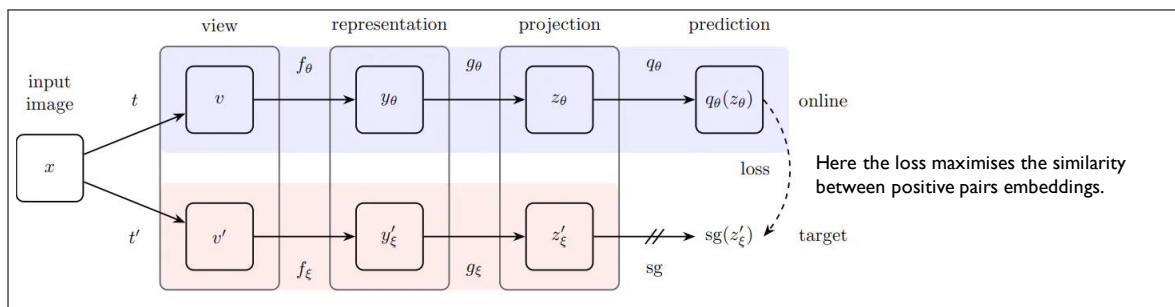 view representation projection prediction
input
image
t
f_θ
g_θ
q_θ
x
v
y_θ
z_θ
q_θ(z_θ)
online
loss
Here the loss maximises the similarity
between positive pairs embeddings.
t′
v′
y′_ξ
z′_ξ
sg(z′_ξ)
target
f_ξ
g_ξ
sg